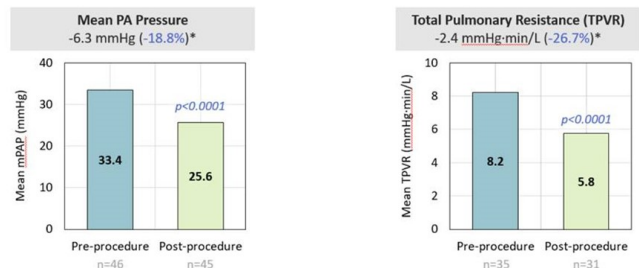 Mean PA Pressure
-6.3 mmHg (-18.8%)*
Mean mPAP (mmHg)
40
30
20
10
0
p<0.0001
33.4
25.6
Pre-procedure Post-procedure
n=46 n=45
Total Pulmonary Resistance (TPVR)
-2.4 mmHg·min/L (-26.7%)*
Mean TPVR (mmHg·min/L)
10
8
6
4
2
0
p<0.0001
8.2
5.8
Pre-procedure Post-procedure
n=35 n=31